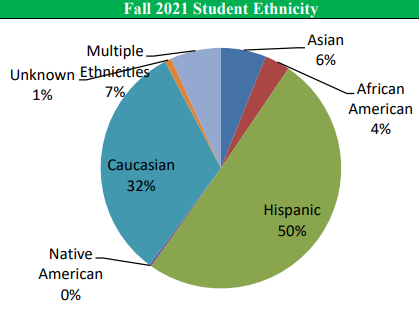 Fall 2021 Student Ethnicity
Asian
6%
African
American
4%
Hispanic
50%
Native
American
0%
Caucasian
32%
Unknown
1%
Multiple
Ethnicities
7%